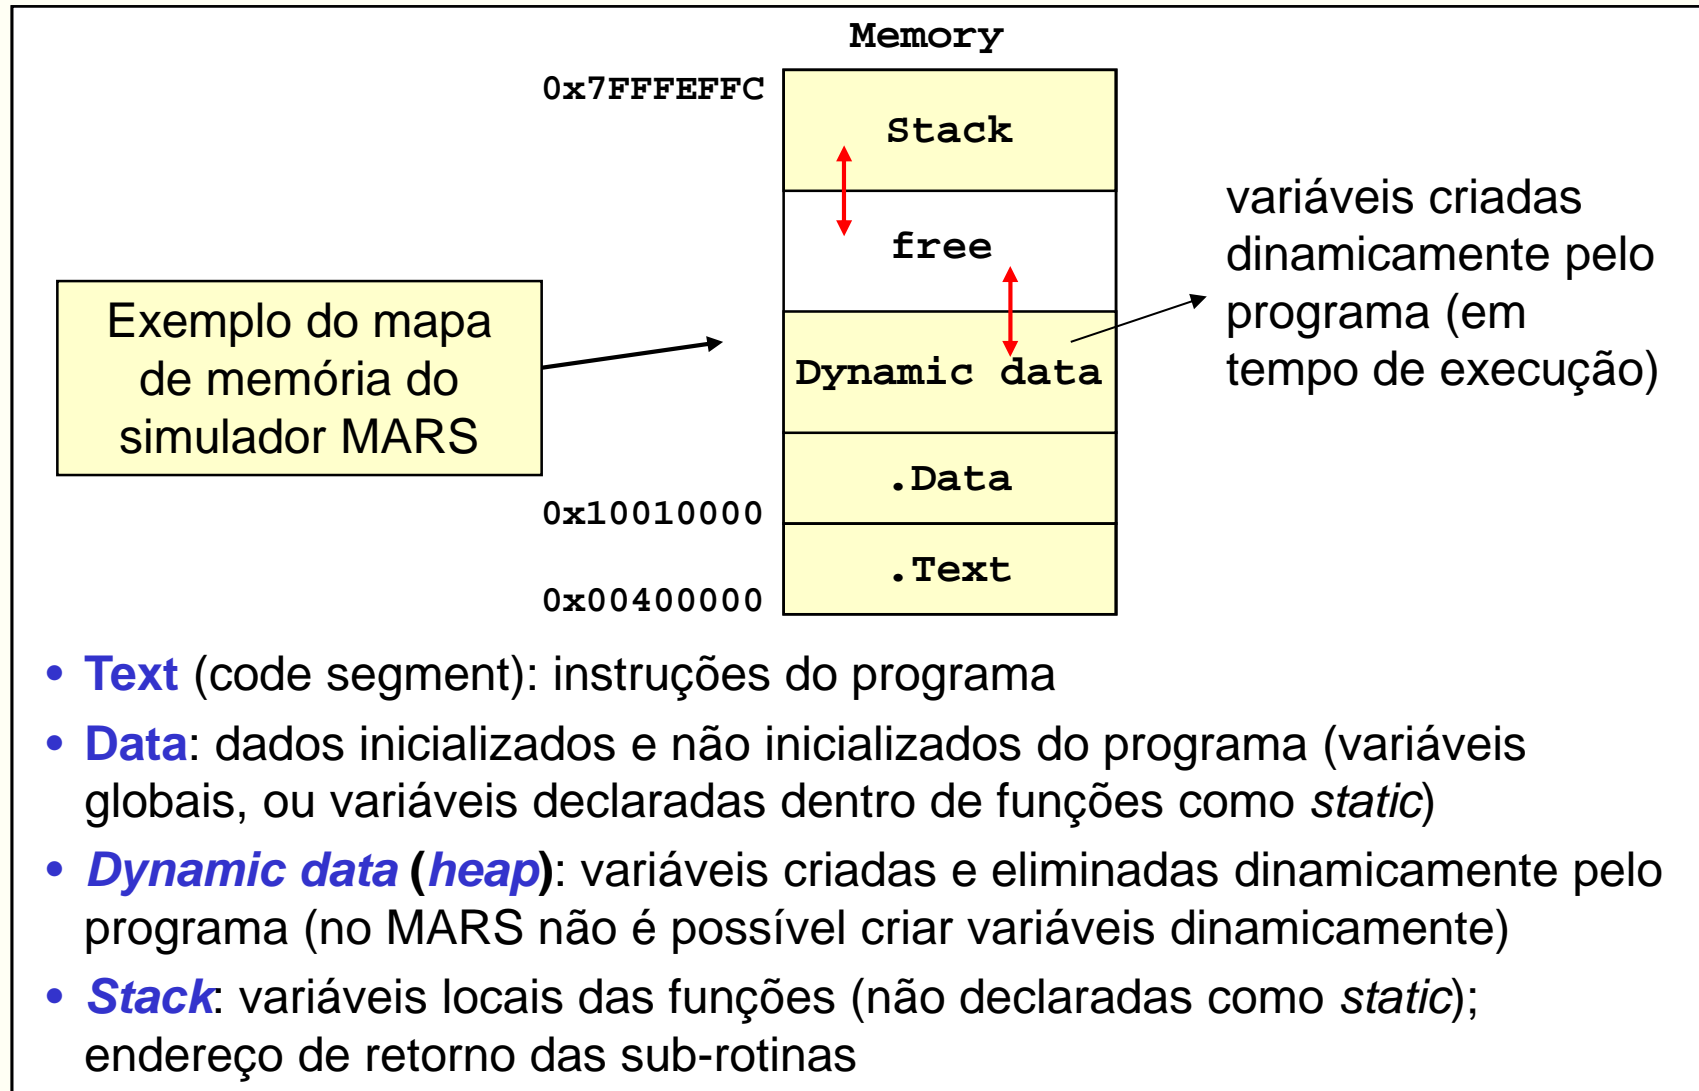 Memory
0x7FFFEFFC
Stack
free
variáveis criadas
dinamicamente pelo
programa (em
tempo de execução)
Exemplo do mapa
de memória do
simulador MARS
Dynamic data
.Data
0x10010000
.Text
0x00400000
• Text (code segment): instruções do programa
• Data: dados inicializados e não inicializados do programa (variáveis
globais, ou variáveis declaradas dentro de funções como static)
• Dynamic data (heap): variáveis criadas e eliminadas dinamicamente pelo
programa (no MARS não é possível criar variáveis dinamicamente)
• Stack: variáveis locais das funções (não declaradas como static);
endereço de retorno das sub-rotinas